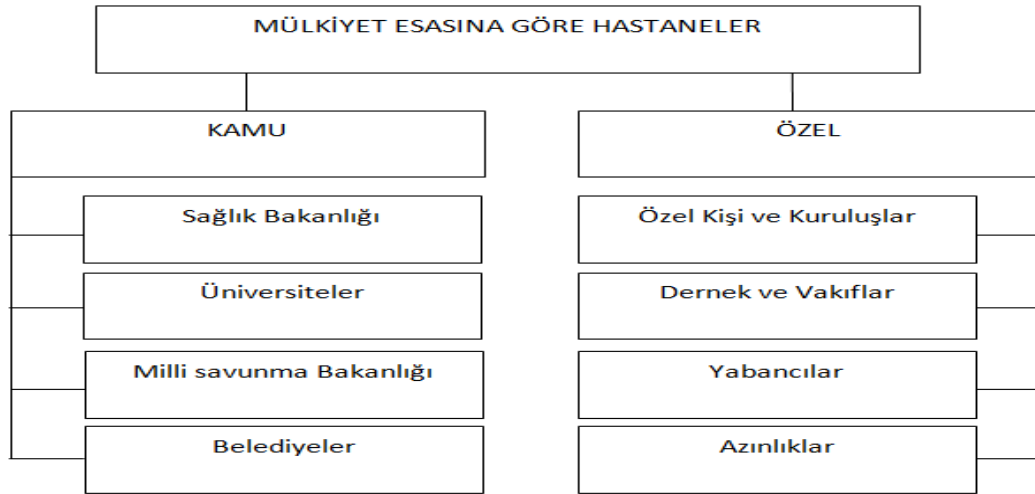 MÜLKİYET ESASINA GÖRE HASTANELER
KAMU
Sağlık Bakanlığı
Üniversiteler
Milli savunma Bakanlığı
Belediyeler
ÖZEL
Özel Kişi ve Kuruluşlar
Dernek ve Vakıflar
Yabancılar
Azınlıklar